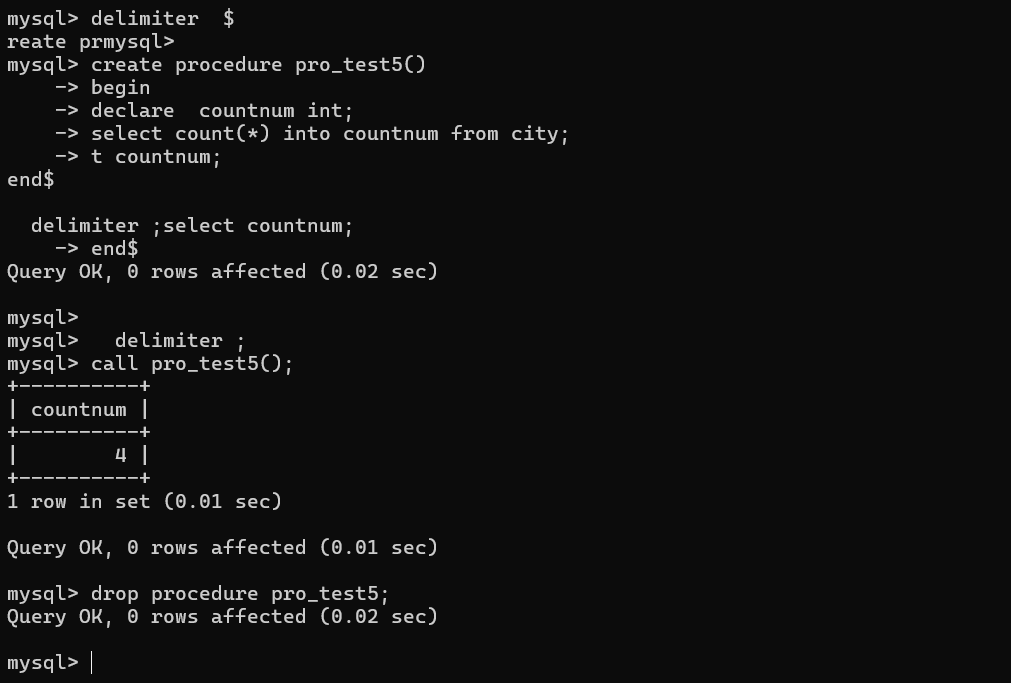 mysql> delimiter  $
reate prmysql>
mysql> create procedure pro_test5()
    -> begin
    -> declare  countnum int;
    -> select count(*) into countnum from city;
    -> t countnum;
end$

  delimiter ;select countnum;
    -> end$
Query OK, 0 rows affected (0.02 sec)

mysql>
mysql>   delimiter ;
mysql> call pro_test5();
+----------+
| countnum |
+----------+
|        4 |
+----------+
1 row in set (0.01 sec)

Query OK, 0 rows affected (0.01 sec)

mysql> drop procedure pro_test5;
Query OK, 0 rows affected (0.02 sec)

mysql>